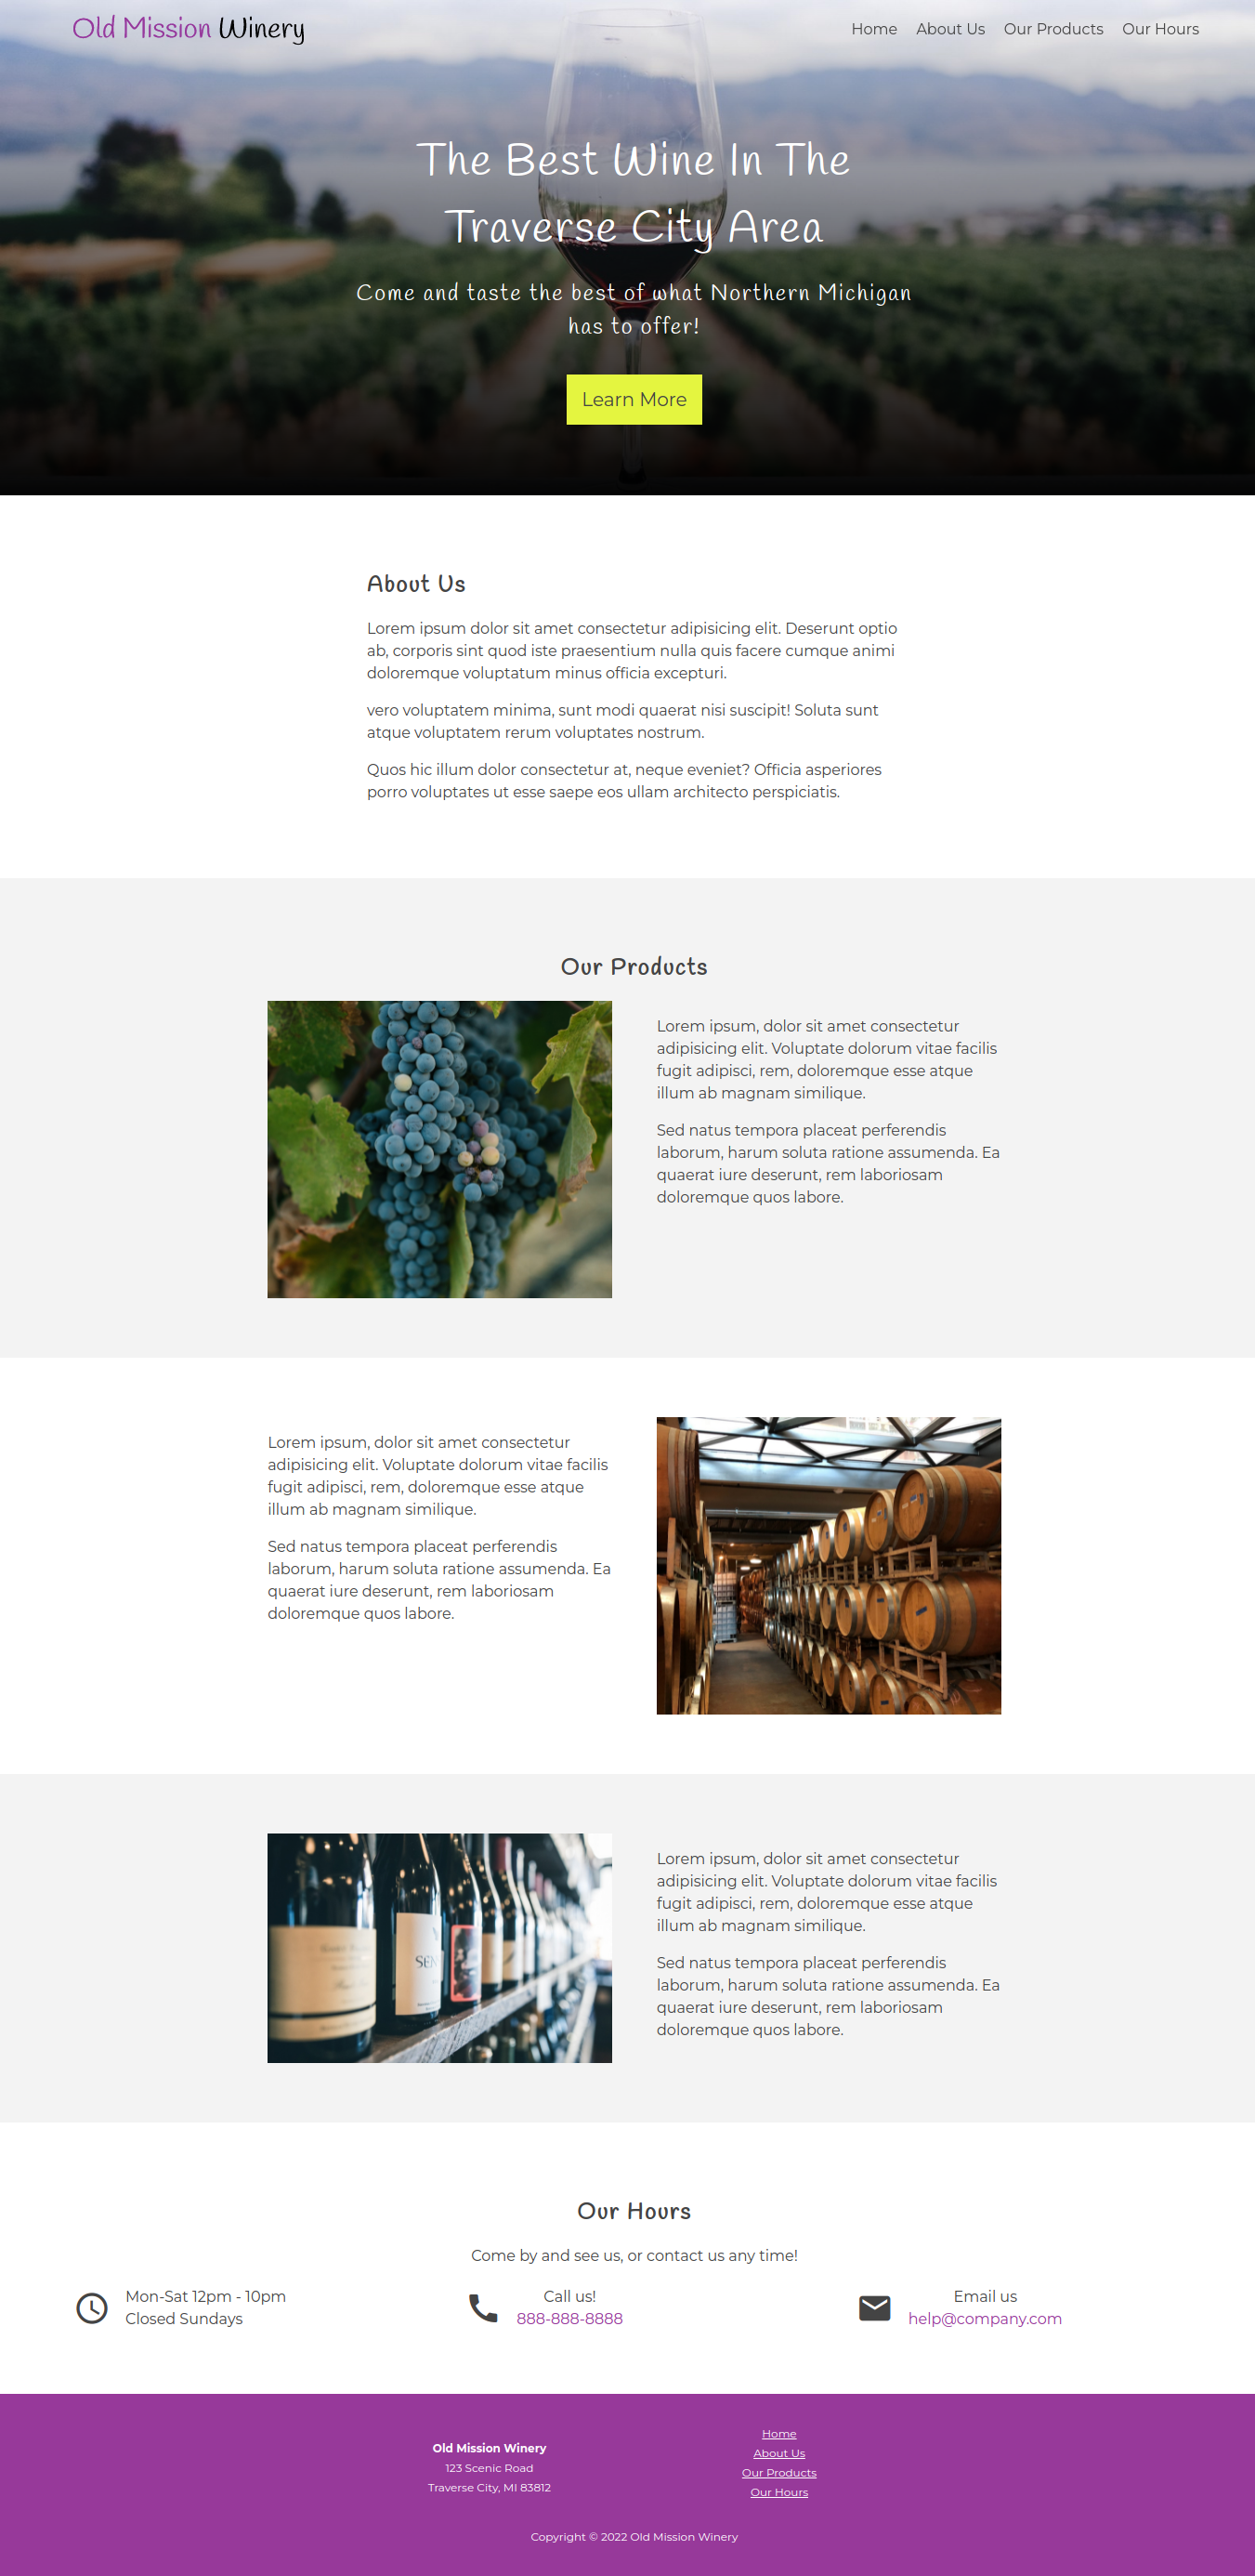 Old Mission Winery
Home About Us Our Products Our Hours
The Best Wine In The
Traverse City Area
Come and taste the best of what Northern Michigan
has to offer!
Learn More
About Us
Lorem ipsum dolor sit amet consectetur adipisicing elit. Deserunt optio
ab, corporis sint quod iste praesentium nulla quis facere cumque animi
doloremque voluptatum minus officia excepturi.
vero voluptatem minima, sunt modi quaerat nisi suscipit! Soluta sunt
atque voluptatem rerum voluptates nostrum.
Quos hic illum dolor consectetur at, neque eveniet? Officia asperiores
porro voluptates ut esse saepe eos ullam architecto perspiciatis.
Our Products
Lorem ipsum, dolor sit amet consectetur
adipisicing elit. Voluptate dolorum vitae facilis
fugit adipisci, rem, doloremque esse atque
illum ab magnam similique.
Sed natus tempora placeat perferendis
laborum, harum soluta ratione assumenda. Ea
quaerat iure deserunt, rem laboriosam
doloremque quos labore.
Lorem ipsum, dolor sit amet consectetur
adipisicing elit. Voluptate dolorum vitae facilis
fugit adipisci, rem, doloremque esse atque
illum ab magnam similique.
Sed natus tempora placeat perferendis
laborum, harum soluta ratione assumenda. Ea
quaerat iure deserunt, rem laboriosam
doloremque quos labore.
SEN
Lorem ipsum, dolor sit amet consectetur
adipisicing elit. Voluptate dolorum vitae facilis
fugit adipisci, rem, doloremque esse atque
illum ab magnam similique.
Sed natus tempora placeat perferendis
laborum, harum soluta ratione assumenda. Ea
quaerat iure deserunt, rem laboriosam
doloremque quos labore.
Our Hours
Come by and see us, or contact us any time!
Mon-Sat 12pm - 10pm
Closed Sundays
Call us!
888-888-8888
Email us
help@company.com
Old Mission Winery
123 Scenic Road
Traverse City, MI 83812
Home
About Us
Our Products
Our Hours
Copyright © 2022 Old Mission Winery